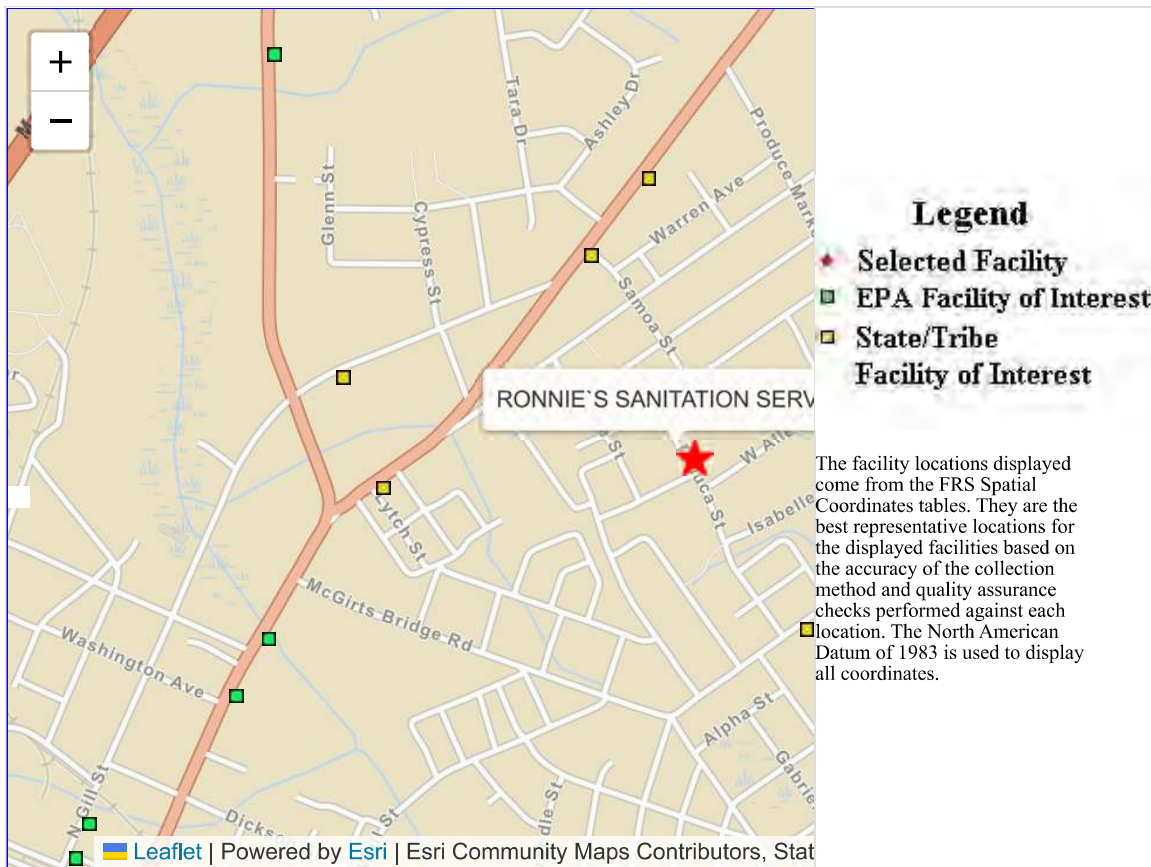 +
−
M
Tara Dr
Ashley Dr
Produce Marke
Glenn St
Cypress St
Warren Ave
Samoa St
RONNIE`S SANITATION SERV
St
W Atla
uca St
Isabelle
Lytch St
McGirts Bridge Rd
Washington Ave
Alpha St
Gabrie
N Gill St
Dickso
St
dle St
Leaflet | Powered by Esri | Esri Community Maps Contributors, Stat
Legend
Selected Facility
EPA Facility of Interest
State/Tribe
Facility of Interest
The facility locations displayed
come from the FRS Spatial
Coordinates tables. They are the
best representative locations for
the displayed facilities based on
the accuracy of the collection
method and quality assurance
checks performed against each
location. The North American
Datum of 1983 is used to display
all coordinates.